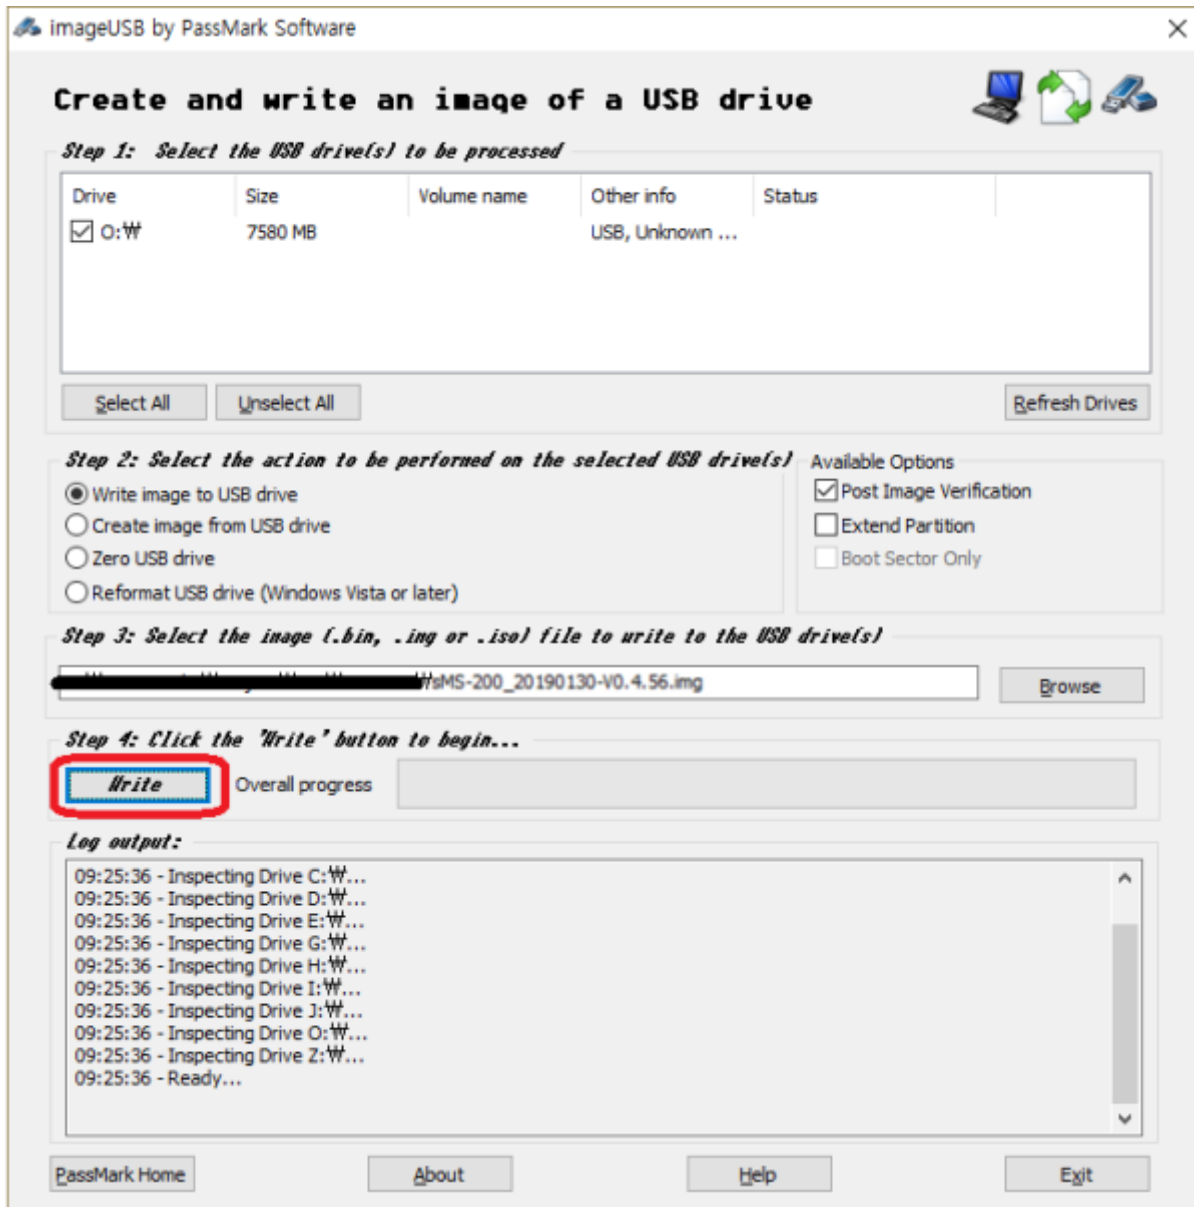 imageUSB by PassMark Software
Create and write an image of a USB drive
Step 1: Select the USB drive(s) to be processed
Drive Size Volume name Other info Status
O:₩ 7580 MB USB, Unknown ...
Select All Unselect All Refresh Drives
Step 2: Select the action to be performed on the selected USB drive(s) Available Options
Write image to USB drive Post Image Verification
Create image from USB drive Extend Partition
Zero USB drive Boot Sector Only
Reformat USB drive (Windows Vista or later)
Step 3: Select the image (.bin, .img or .iso) file to write to the USB drive(s)
₩sMS-200_20190130-V0.4.56.img Browse
Step 4: Click the 'Write' button to begin...
Write Overall progress
Log output:
09:25:36 - Inspecting Drive C:₩...
09:25:36 - Inspecting Drive D:₩...
09:25:36 - Inspecting Drive E:₩...
09:25:36 - Inspecting Drive G:₩...
09:25:36 - Inspecting Drive H:₩...
09:25:36 - Inspecting Drive I:₩...
09:25:36 - Inspecting Drive J:₩...
09:25:36 - Inspecting Drive O:₩...
09:25:36 - Inspecting Drive Z:₩...
09:25:36 - Ready...
PassMark Home About Help Exit